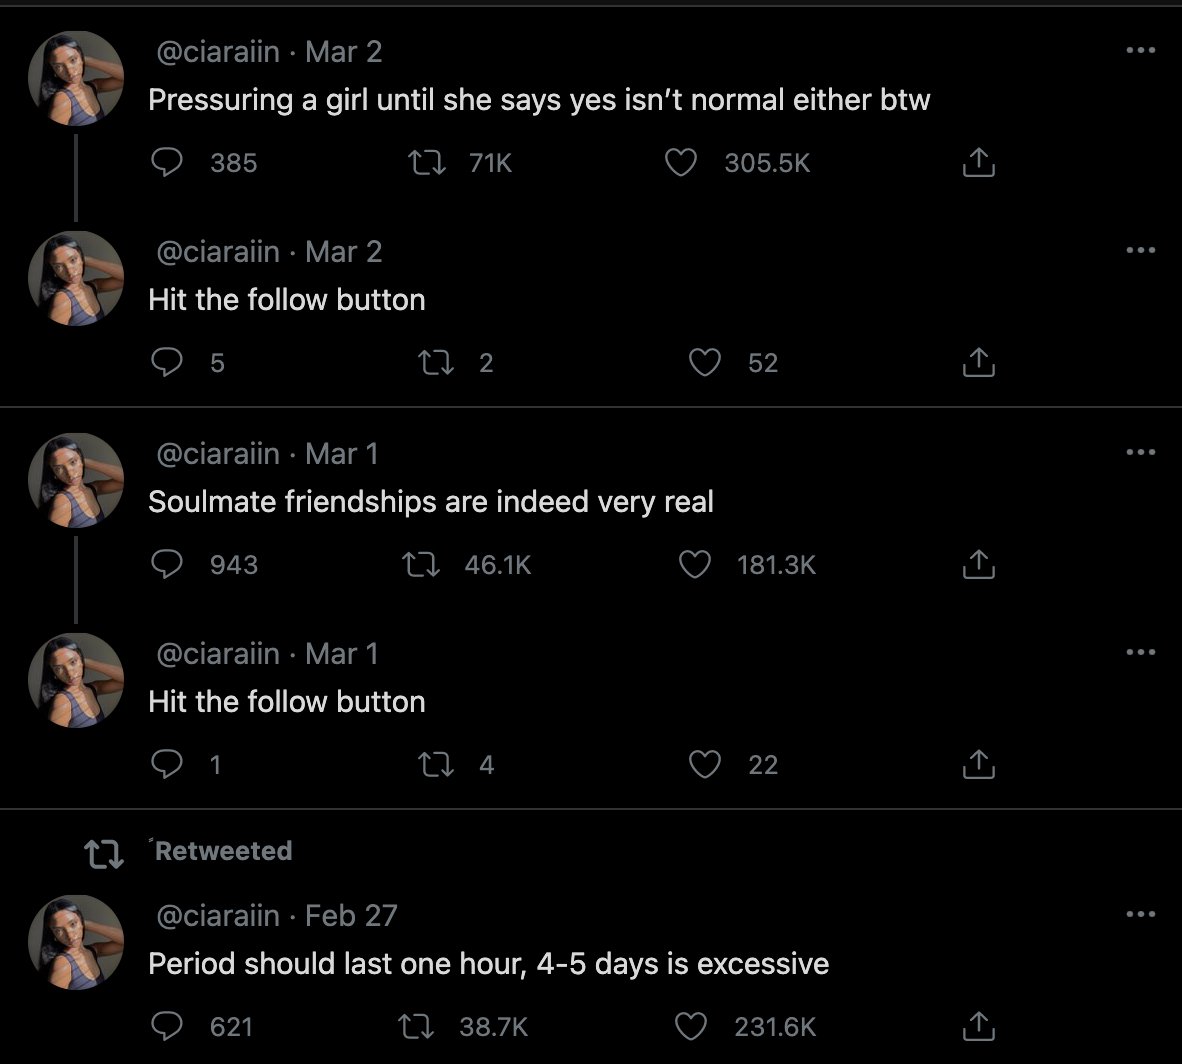 @ciaraiin · Mar 2
Pressuring a girl until she says yes isn’t normal either btw
385 71K 305.5K
@ciaraiin · Mar 2
Hit the follow button
5 2 52
@ciaraiin · Mar 1
Soulmate friendships are indeed very real
943 46.1K 181.3K
@ciaraiin · Mar 1
Hit the follow button
1 4 22
Retweeted
@ciaraiin · Feb 27
Period should last one hour, 4-5 days is excessive
621 38.7K 231.6K